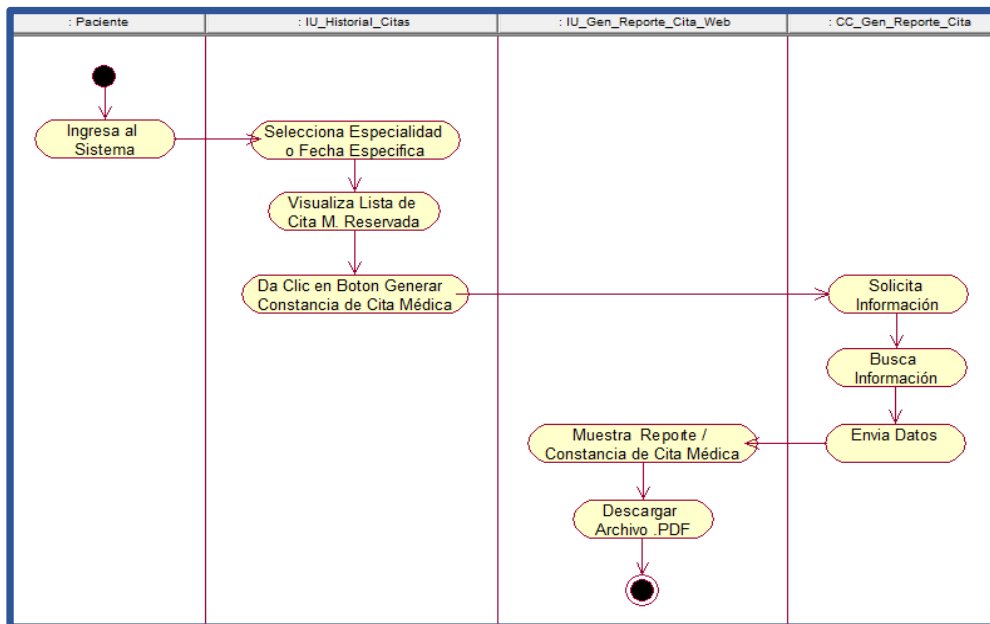 : Paciente
: IU_Historial_Citas
: IU_Gen_Reporte_Cita_Web
: CC_Gen_Reporte_Cita
Ingresa al
Sistema
Selecciona Especialidad
o Fecha Especifica
Visualiza Lista de
Cita M. Reservada
Da Clic en Boton Generar
Constancia de Cita Médica
Solicita
Información
Busca
Información
Envia Datos
Muestra Reporte /
Constancia de Cita Médica
Descargar
Archivo .PDF